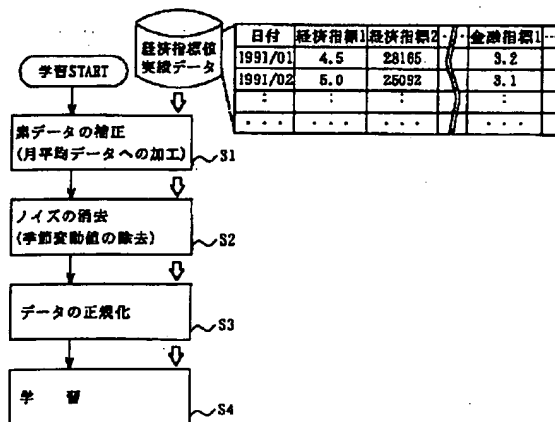 経済指標値
実績データ
日付 経済指標1 経済指標2 ・・ 金融指標1 ---
1991/01 4.5 28165 3.2
1991/02 5.0 25092 3.1
: : : :
・・・・ ・・・・ ・・・・ ・・・・
学習START
素データの補正
(月平均データへの加工)
S1
ノイズの消去
(季節変動値の除去)
S2
データの正規化
S3
学 習
S4